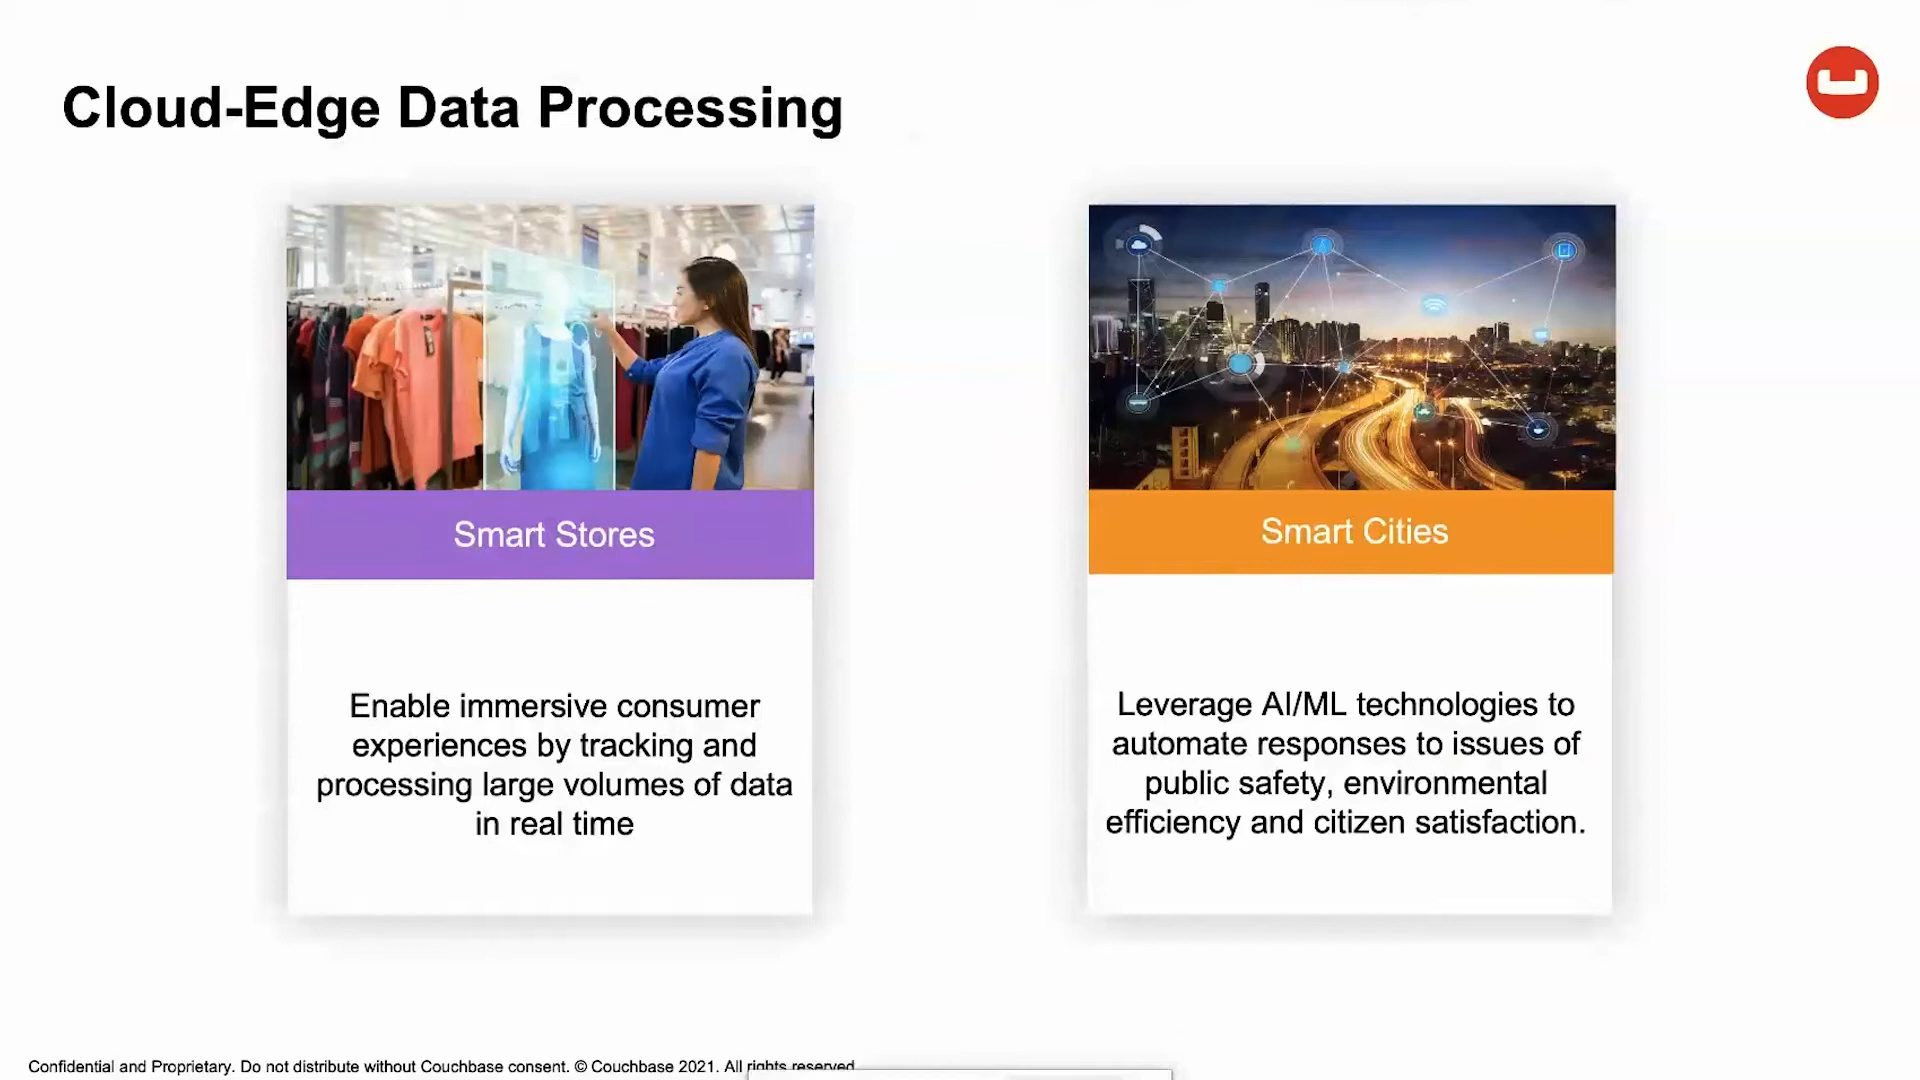 Cloud-Edge Data Processing
Smart Stores
Enable immersive consumer
experiences by tracking and
processing large volumes of data
in real time
Smart Cities
Leverage AI/ML technologies to
automate responses to issues of
public safety, environmental
efficiency and citizen satisfaction.
Confidential and Proprietary. Do not distribute without Couchbase consent. © Couchbase 2021. All rights reserved.